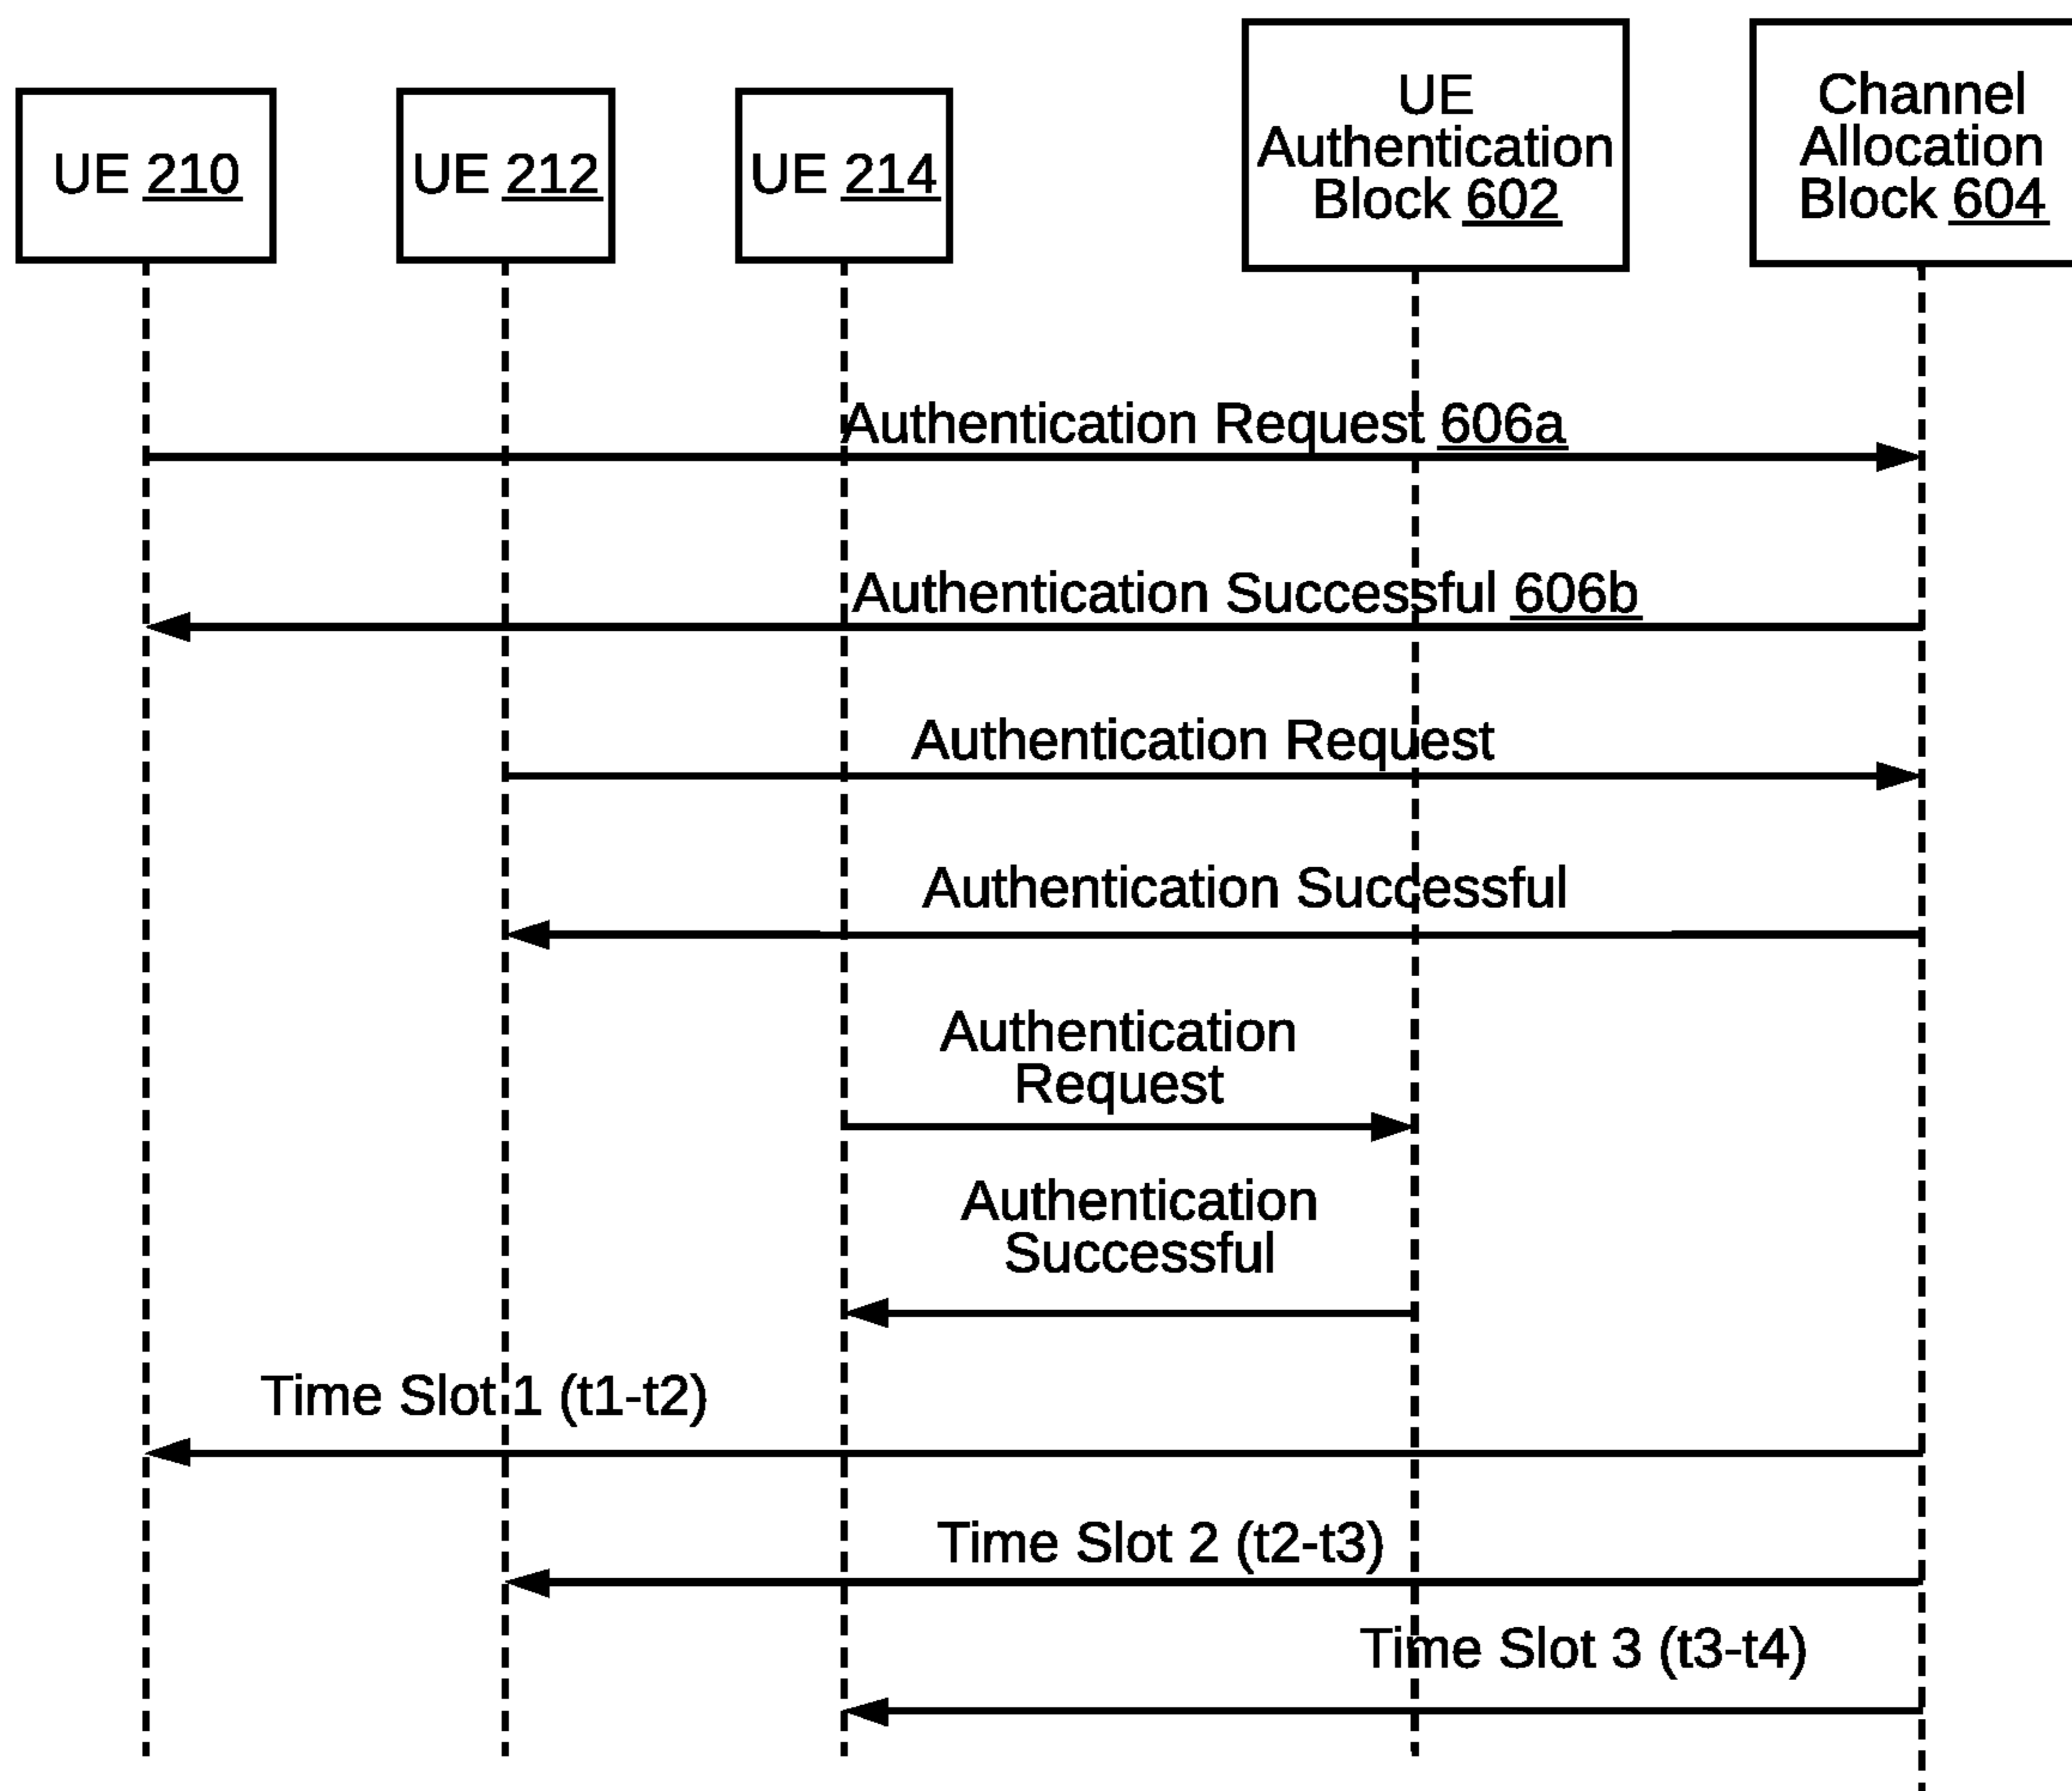 UE 210
UE 212
UE 214
UE
Authentication
Block 602
Channel
Allocation
Block 604
Authentication Request 606a
Authentication Successful 606b
Authentication Request
Authentication Successful
Authentication
Request
Authentication
Successful
Time Slot 1 (t1-t2)
Time Slot 2 (t2-t3)
Time Slot 3 (t3-t4)